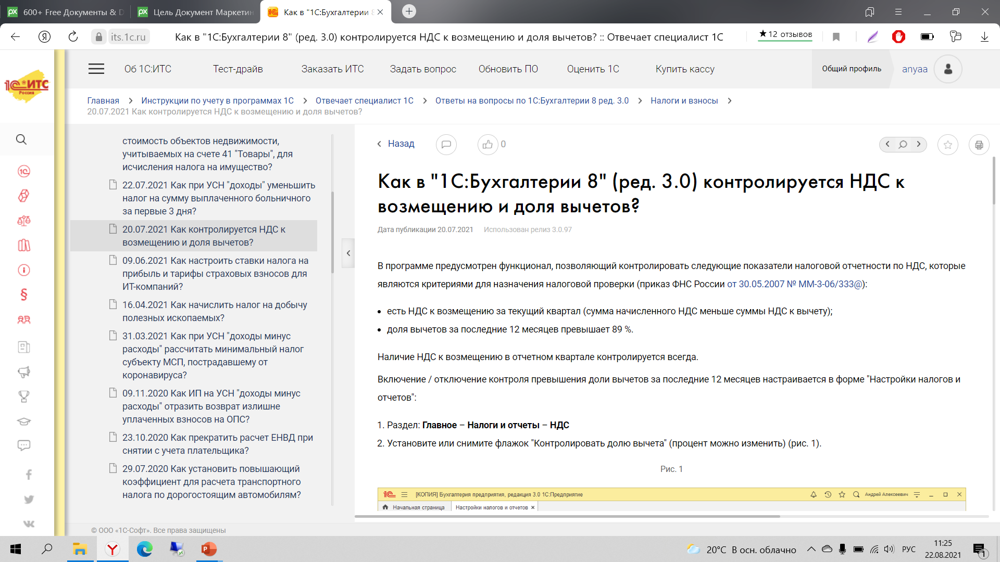 600+ Free Документы & D
Цель Документ Маркетин
Как в "1С:Бухгалтерии 8
its.1c.ru
Как в "1С:Бухгалтерии 8" (ред. 3.0) контролируется НДС к возмещению и доля вычетов? :: Отвечает специалист 1С
★12 отзывов
1С ИТС
Россия
Об 1С:ИТС
Тест-драйв
Заказать ИТС
Задать вопрос
Обновить ПО
Оценить 1С
Купить кассу
Общий профиль
anyaa
Главная > Инструкции по учету в программах 1С > Отвечает специалист 1С > Ответы на вопросы по 1С:Бухгалтерии 8 ред. 3.0 > Налоги и взносы >
20.07.2021 Как контролируется НДС к возмещению и доля вычетов?
стоимость объектов недвижимости,
учитываемых на счете 41 "Товары", для
исчисления налога на имущество?
22.07.2021 Как при УСН "доходы" уменьшить
налог на сумму выплаченного больничного
за первые 3 дня?
20.07.2021 Как контролируется НДС к
возмещению и доля вычетов?
09.06.2021 Как настроить ставки налога на
прибыль и тарифы страховых взносов для
ИТ-компаний?
16.04.2021 Как начислить налог на добычу
полезных ископаемых?
31.03.2021 Как при УСН "доходы минус
расходы" рассчитать минимальный налог
субъекту МСП, пострадавшему от
коронавируса?
09.11.2020 Как ИП на УСН "доходы минус
расходы" отразить возврат излишне
уплаченных взносов на ОПС?
23.10.2020 Как прекратить расчет ЕНВД при
снятии с учета плательщика?
29.07.2020 Как установить повышающий
коэффициент для расчета транспортного
налога по дорогостоящим автомобилям?
Назад
0
Как в "1С:Бухгалтерии 8" (ред. 3.0) контролируется НДС к
возмещению и доля вычетов?
Дата публикации 20.07.2021
Использован релиз 3.0.97
В программе предусмотрен функционал, позволяющий контролировать следующие показатели налоговой отчетности по НДС, которые
являются критериями для назначения налоговой проверки (приказ ФНС России от 30.05.2007 № ММ-3-06/333@):
• есть НДС к возмещению за текущий квартал (сумма начисленного НДС меньше суммы НДС к вычету);
• доля вычетов за последние 12 месяцев превышает 89 %.
Наличие НДС к возмещению в отчетном квартале контролируется всегда.
Включение / отключение контроля превышения доли вычетов за последние 12 месяцев настраивается в форме "Настройки налогов и
отчетов":
1. Раздел: Главное – Налоги и отчеты – НДС
2. Установите или снимите флажок "Контролировать долю вычета" (процент можно изменить) (рис. 1).
Рис. 1
[КОПИЯ] Бухгалтерия предприятия, редакция 3.0 1С:Предприятие
Андрей Алексеевич
Начальная страница
Настройки налогов и отчетов ×
© ООО «1С-Софт». Все права защищены
20°C В осн. облачно
РУС
11:25
22.08.2021
1